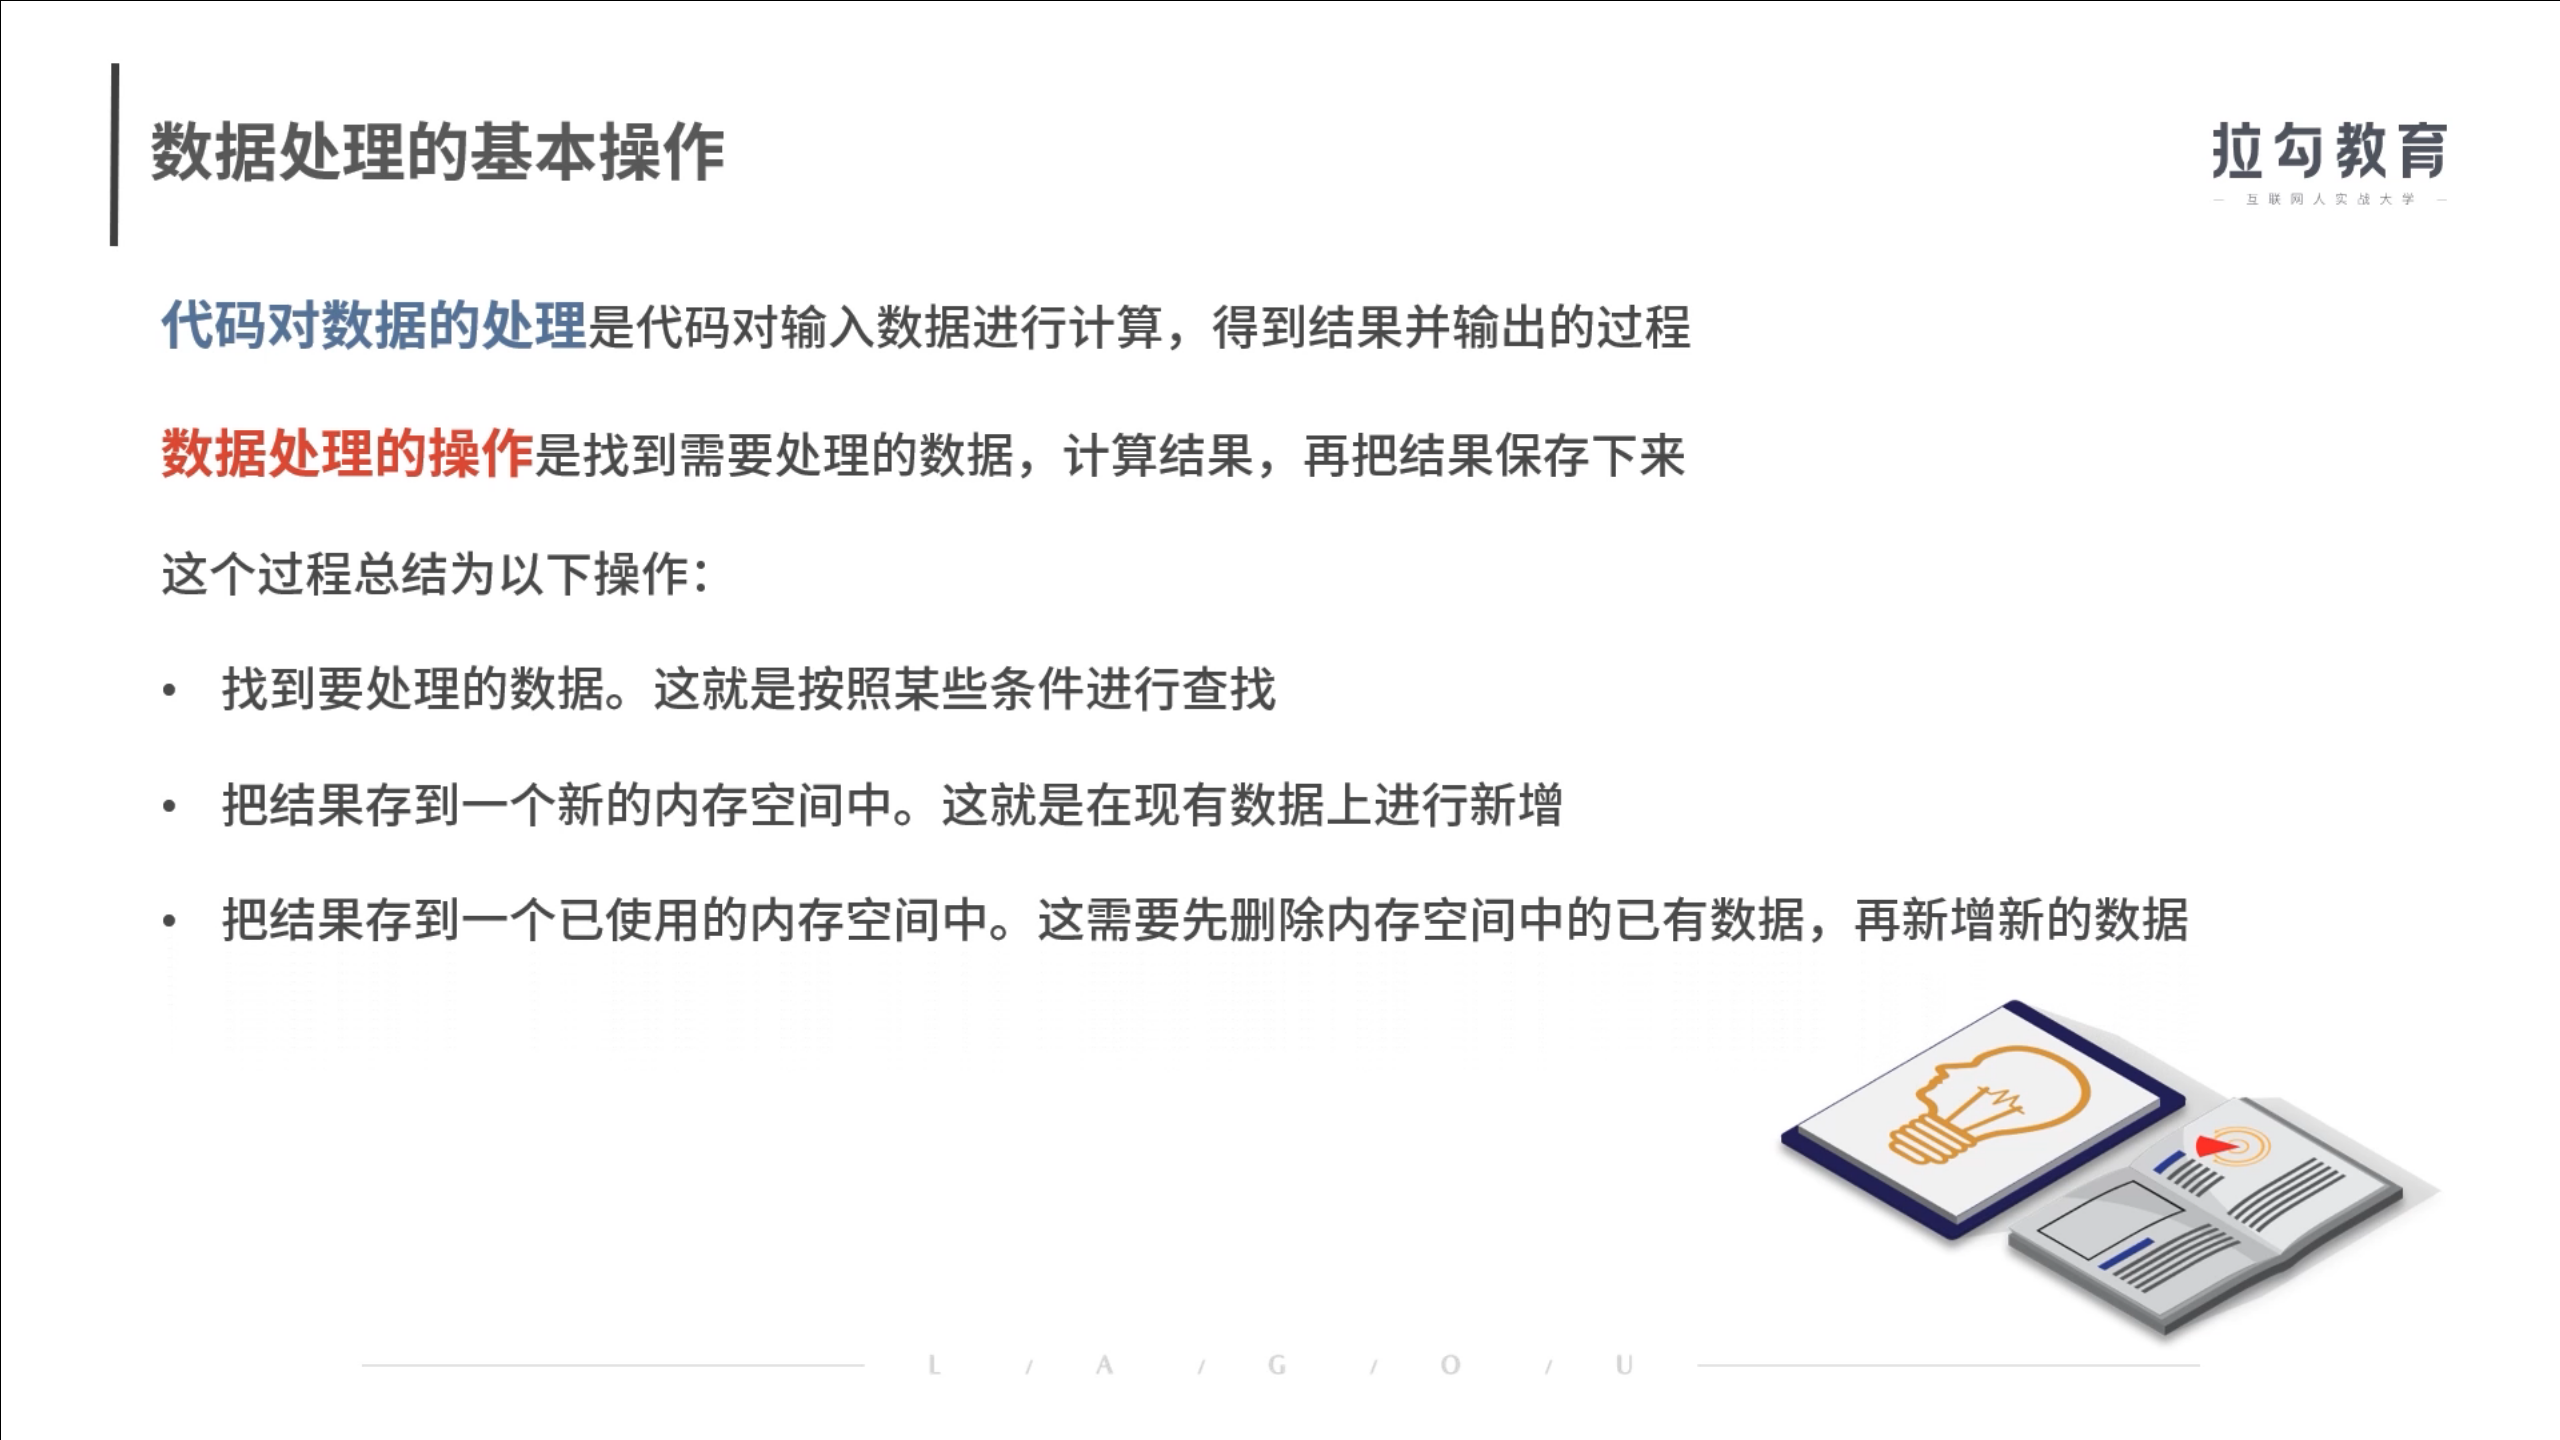 数据处理的基本操作
拉勾教育
— 互联网人实战大学 —
代码对数据的处理是代码对输入数据进行计算，得到结果并输出的过程
数据处理的操作是找到需要处理的数据，计算结果，再把结果保存下来
这个过程总结为以下操作：
• 找到要处理的数据。这就是按照某些条件进行查找
• 把结果存到一个新的内存空间中。这就是在现有数据上进行新增
• 把结果存到一个已使用的内存空间中。这需要先删除内存空间中的已有数据，再新增新的数据
L / A / G / O / U